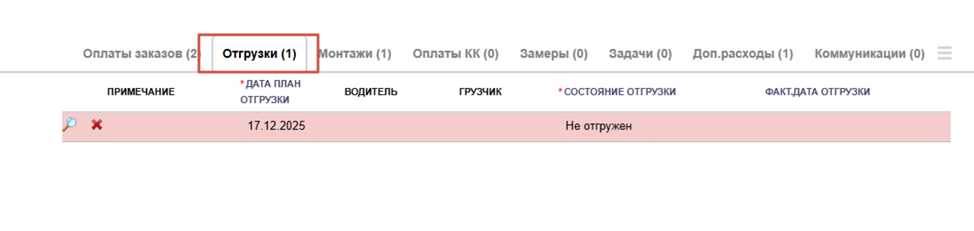 Оплаты заказов (2) Отгрузки (1) Монтажи (1) Оплаты КК (0) Замеры (0) Задачи (0) Доп.расходы (1) Коммуникации (0)
ПРИМЕЧАНИЕ *ДАТА ПЛАН ОТГРУЗКИ ВОДИТЕЛЬ ГРУЗЧИК *СОСТОЯНИЕ ОТГРУЗКИ ФАКТ.ДАТА ОТГРУЗКИ
17.12.2025 Не отгружен